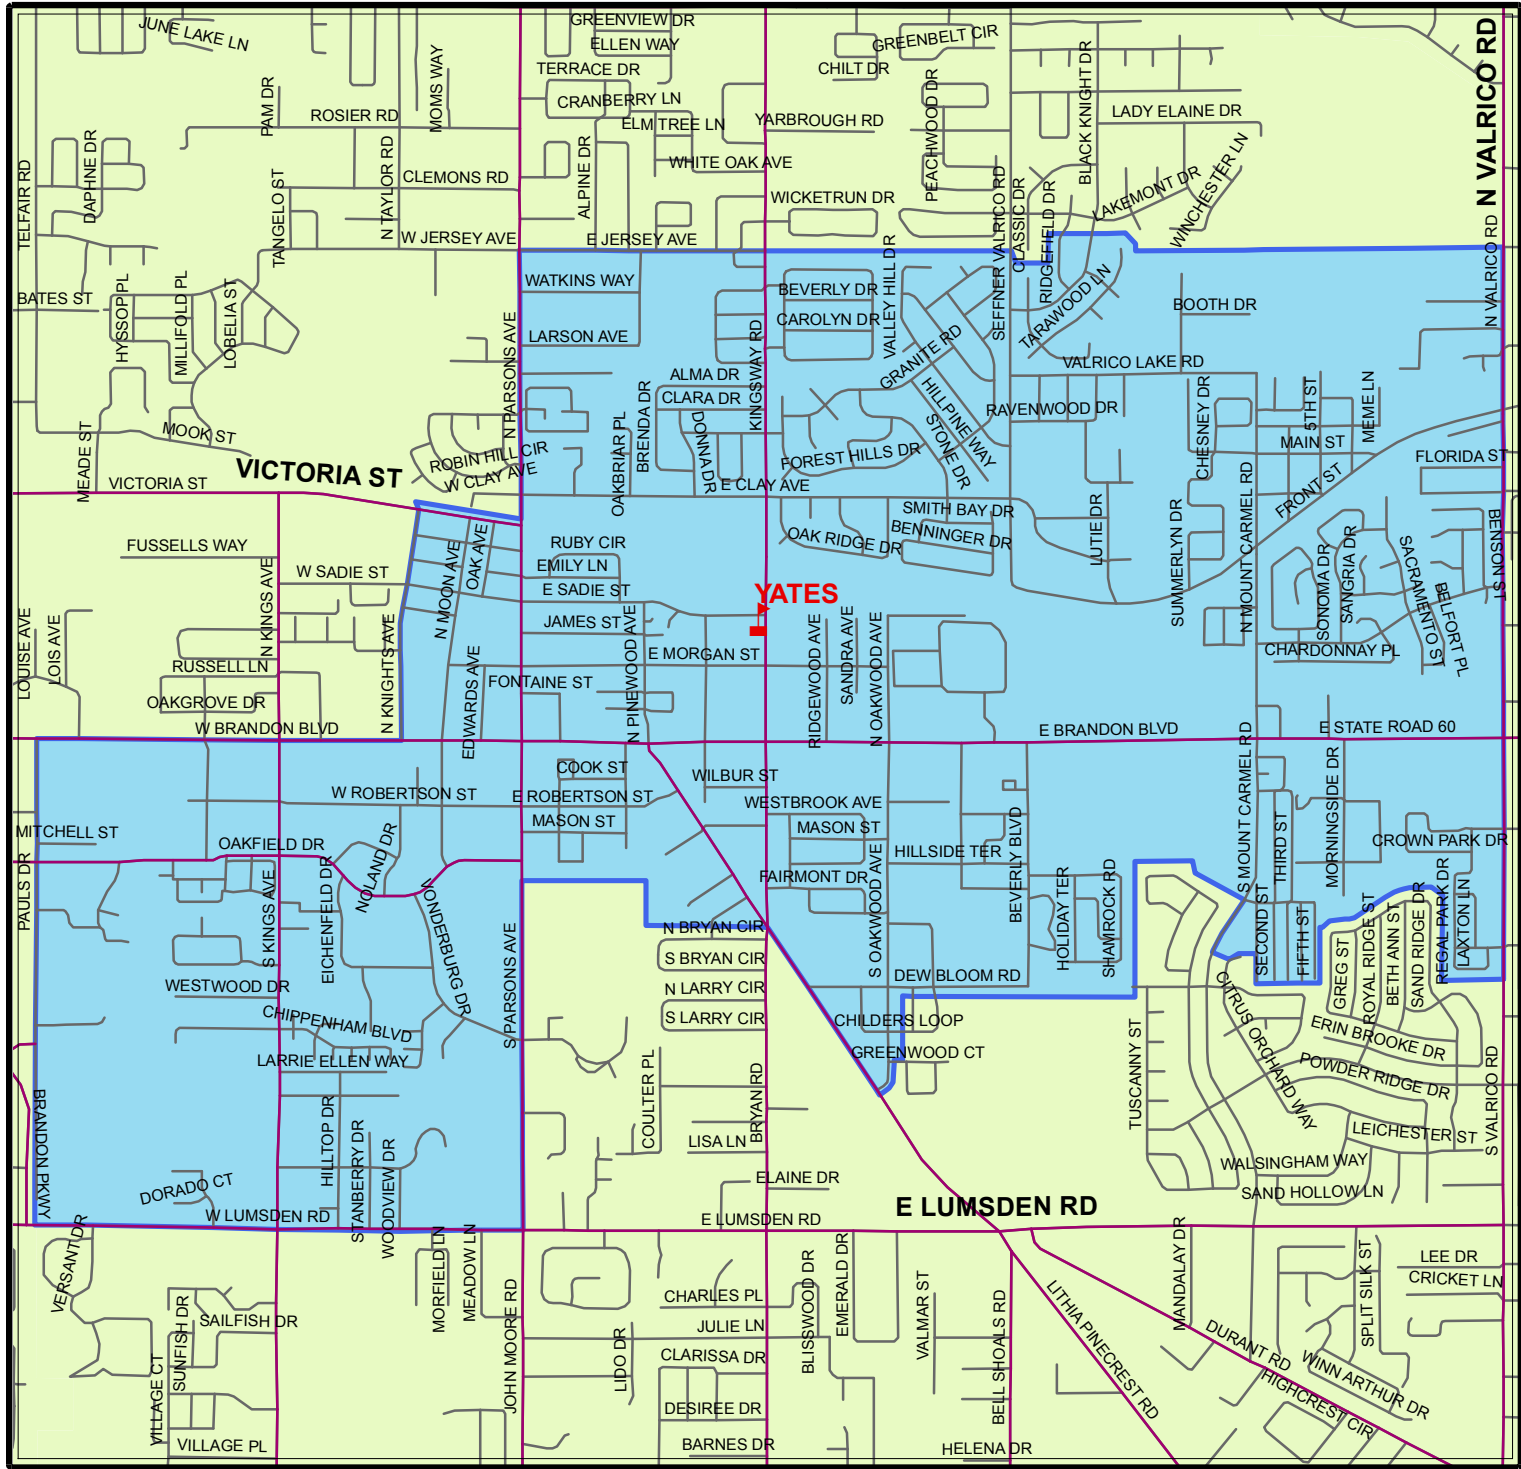 JUNE LAKE LN
GREENVIEW DR
ELLEN WAY
GREENBELT CIR
N VALRICO RD
TERRACE DR
CHILT DR
MOMS WAY
PAM DR
CRANBERRY LN
PEACHWOOD DR
BLACK KNIGHT DR
ROSIER RD
ELM TREE LN
YARBROUGH RD
LADY ELAINE DR
DAPHNE DR
TELFAIR RD
N TAYLOR RD
ALPINE DR
WHITE OAK AVE
WINCHESTER LN
TANGELO ST
CLEMONS RD
WICKETRUN DR
SEFFNER VALRICO RD
CLASSIC DR
RIDGEFIELD DR
LAKEMONT DR
W JERSEY AVE
E JERSEY AVE
VALLEY HILL DR
N VALRICO RD
BATES ST
HYSSOP PL
MILLIFOLD PL
LOBELIA ST
WATKINS WAY
BEVERLY DR
TARAWOOD LN
BOOTH DR
N PARSONS AVE
LARSON AVE
KINGSWAY RD
CAROLYN DR
GRANITE RD
VALRICO LAKE RD
ALMA DR
CLARA DR
BRENDA DR
DONNA DR
OAKBRIAR PL
HILLPINE WAY
STONE DR
RAVENWOOD DR
CHESNEY DR
5TH ST
MEME LN
MEADE ST
MOOK ST
ROBIN HILL CIR
FOREST HILLS DR
MAIN ST
FLORIDA ST
VICTORIA ST
VICTORIA ST
W CLAY AVE
E CLAY AVE
N MOUNT CARMEL RD
FRONT ST
SMITH BAY DR
LUTIE DR
SUMMERLYN DR
BENSON ST
FUSSELLS WAY
N KINGS AVE
N MOON AVE
OAK AVE
RUBY CIR
OAK RIDGE DR
BENNINGER DR
SONOMA DR
SANGRIA DR
SACRAMENTO ST
BELFORT PL
W SADIE ST
EMILY LN
E SADIE ST
YATES
LOUISE AVE
LOIS AVE
N KNIGHTS AVE
JAMES ST
N PINEWOOD AVE
RIDGEWOOD AVE
SANDRA AVE
N OAKWOOD AVE
RUSSELL LN
E MORGAN ST
CHARDONNAY PL
EDWARDS AVE
FONTAINE ST
OAKGROVE DR
W BRANDON BLVD
E BRANDON BLVD
E STATE ROAD 60
COOK ST
WILBUR ST
S MOUNT CARMEL RD
MORNINGSIDE DR
W ROBERTSON ST
E ROBERTSON ST
WESTBROOK AVE
MITCHELL ST
OAKFIELD DR
NOLAND DR
MASON ST
MASON ST
THIRD ST
CROWN PARK DR
PAULS DR
S KINGS AVE
EICHENFELD DR
VONDERBURG DR
HILLSIDE TER
FAIRMONT DR
S OAKWOOD AVE
BEVERLY BLVD
HOLIDAY TER
SHAMROCK RD
SECOND ST
FIFTH ST
GREG ST
ROYAL RIDGE ST
BETH ANN ST
SAND RIDGE DR
REGAL PARK DR
LAXTON LN
N BRYAN CIR
S BRYAN CIR
S PARSONS AVE
WESTWOOD DR
DEW BLOOM RD
N LARRY CIR
CITRUS ORCHARD WAY
CHIPPENHAM BLVD
S LARRY CIR
CHILDERS LOOP
TUSCANNY ST
ERIN BROOKE DR
LARRIE ELLEN WAY
GREENWOOD CT
POWDER RIDGE DR
S VALRICO RD
BRANDON PKWY
HILLTOP DR
STANBERRY DR
WOODVIEW DR
COULTER PL
BRYAN RD
LISA LN
LEICHESTER ST
DORADO CT
ELAINE DR
WALSINGHAM WAY
SAND HOLLOW LN
W LUMSDEN RD
E LUMSDEN RD
E LUMSDEN RD
VERSANT DR
MORFIELD LN
MEADOW LN
MANDALAY DR
LEE DR
SPLIT SILK ST
CRICKET LN
CHARLES PL
BLISSWOOD DR
EMERALD DR
VALMAR ST
LITHIA PINECREST RD
SAILFISH DR
SUNFISH DR
JULIE LN
DURANT RD
JOHN MOORE RD
LIDO DR
CLARISSA DR
BELL SHOALS RD
WINN ARTHUR DR
HIGHCREST CIR
VILLAGE CT
DESIREE DR
VILLAGE PL
BARNES DR
HELENA DR